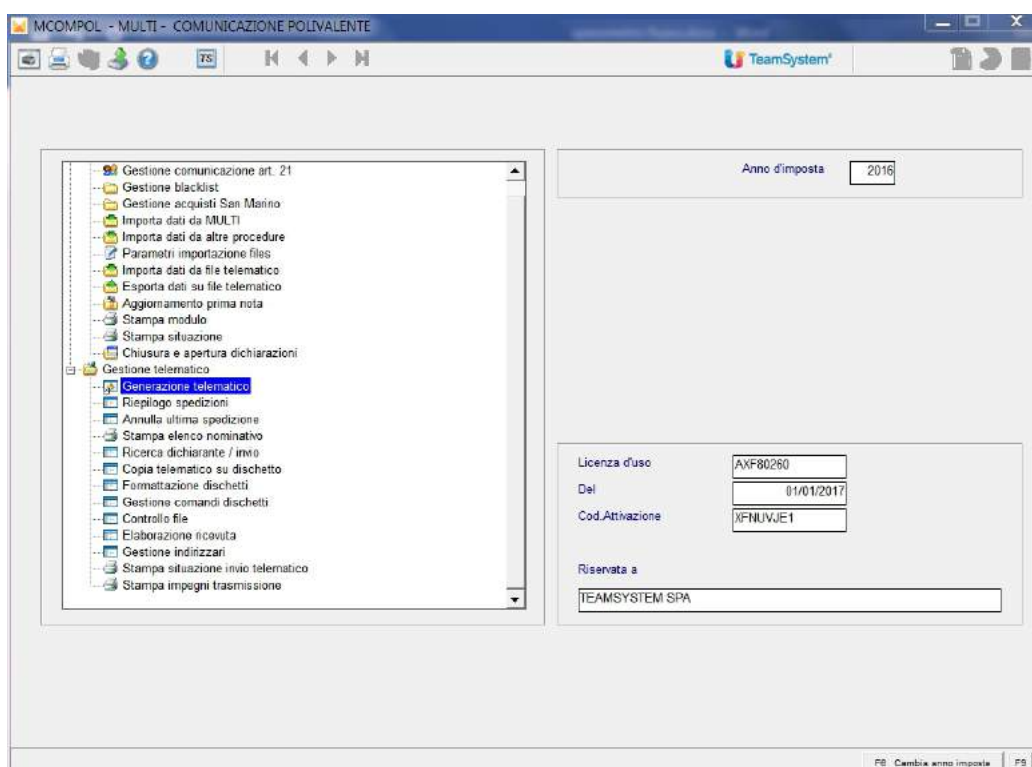 MCOMPOL - MULTI - COMUNICAZIONE POLIVALENTE
TS
TeamSystem
Gestione comunicazione art. 21
Gestione blacklist
Gestione acquisti San Marino
Importa dati da MULTI
Importa dati da altre procedure
Parametri importazione files
Importa dati da file telematico
Esporta dati su file telematico
Aggiornamento prima nota
Stampa modulo
Stampa situazione
Chiusura e apertura dichiarazioni
Gestione telematico
Generazione telematico
Riepilogo spedizioni
Annulla ultima spedizione
Stampa elenco nominativo
Ricerca dichiarante / invio
Copia telematico su dischetto
Formattazione dischetti
Gestione comandi dischetti
Controllo file
Elaborazione ricevuta
Gestione indirizzari
Stampa situazione invio telematico
Stampa impegni trasmissione
Anno d'imposta 2016
Licenza d'uso AXF80260
Del 01/01/2017
Cod.Attivazione XFNUVJE1
Riservata a
TEAMSYSTEM SPA
F8 Cambia anno imposta F9